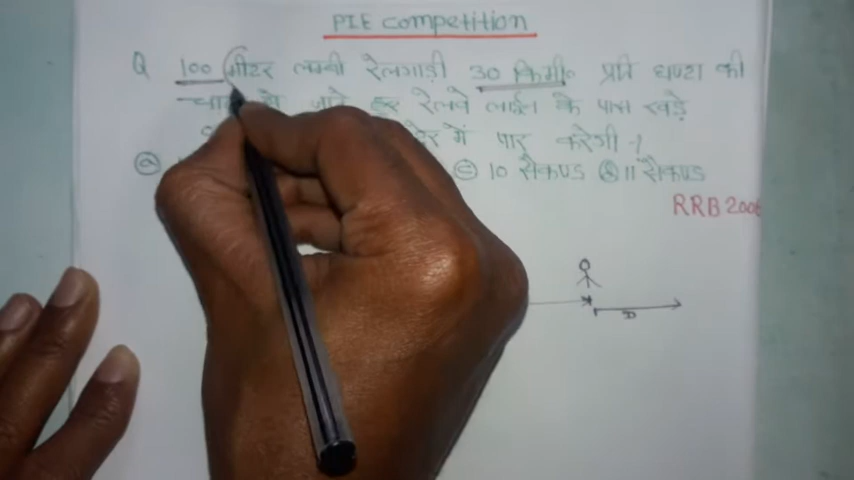 PIE competition
Q 100 मीटर लम्बी रेलगाड़ी 30 किमी॰ प्रति घण्टा की
जाते हुए रेलवे लाईन के पास खड़े
में पार करेगी -।
ⓐ ⓒ 10 सैकण्ड ⓓ 11 सैकण्ड
RRB 2006
D